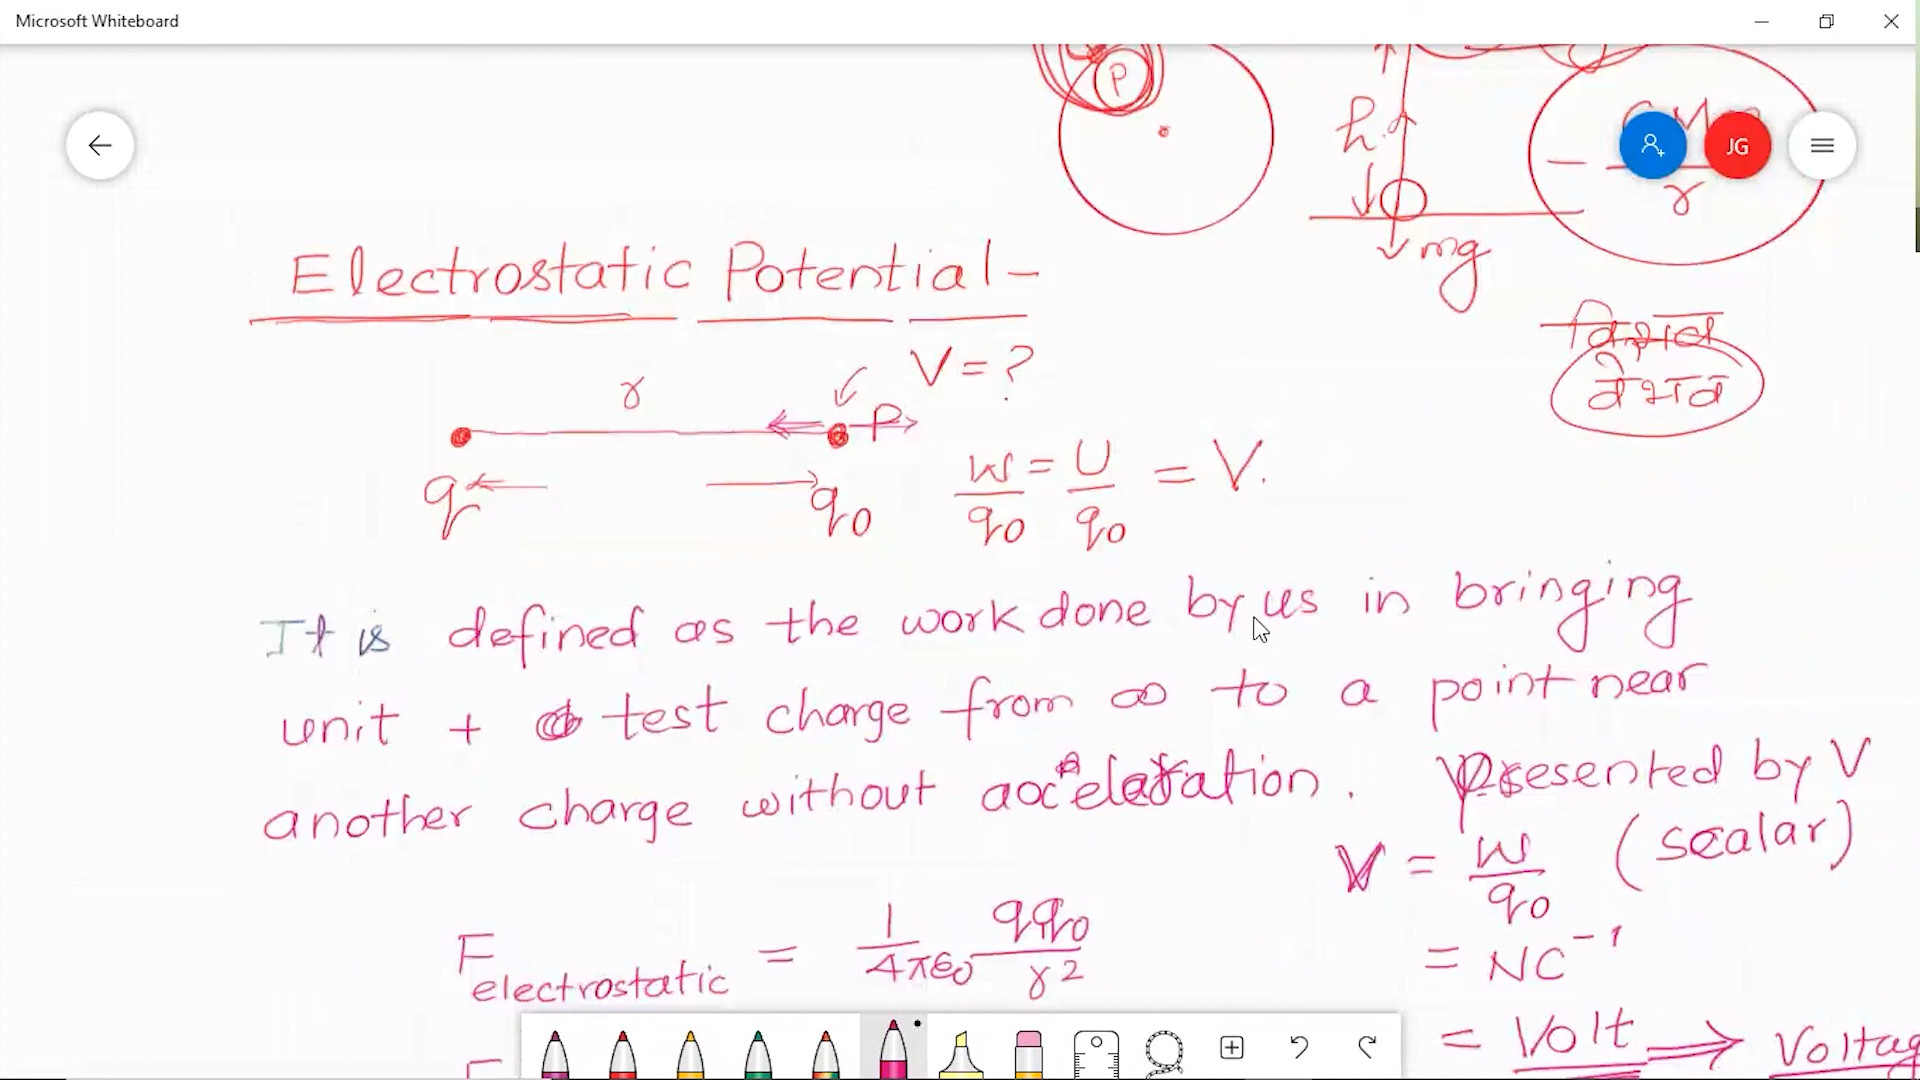 Microsoft Whiteboard
P
h
r
JG
mg
Electrostatic Potential -
वैभव
V = ?
r
P
q
q0
W/q0 = U/q0 = V.
It is defined as the work done by us in bringing
unit + test charge from ∞ to a point near
another charge without acceleration. presented by V
V = W/q0 (scalar)
F electrostatic = 1/4πε0 qq0/r²
= NC⁻¹
= Volt ⇒ Voltag